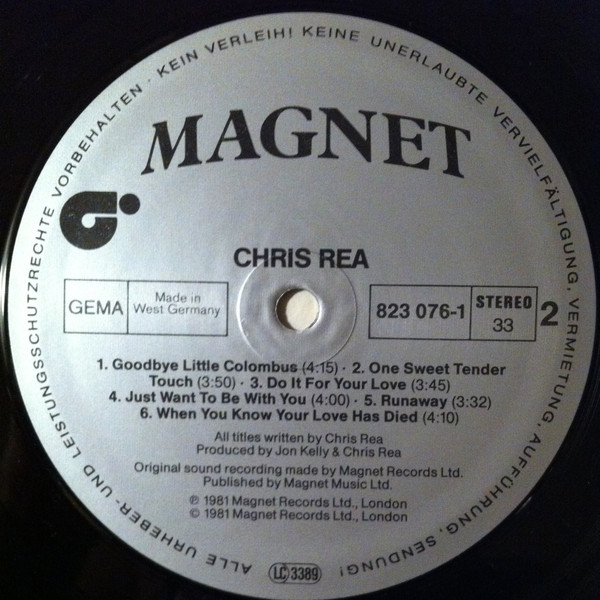 ALLE URHEBER- UND LEISTUNGSSCHUTZRECHTE VORBEHALTEN · KEIN VERLEIH! KEINE UNERLAUBTE VERVIELFÄLTIGUNG, VERMIETUNG, AUFFÜHRUNG, SENDUNG!
MAGNET
CHRIS REA
GEMA
Made in
West Germany
823 076-1
STEREO
33
2
1. Goodbye Little Colombus (4:15) · 2. One Sweet Tender
Touch (3:50) · 3. Do It For Your Love (3:45)
4. Just Want To Be With You (4:00) · 5. Runaway (3:32)
6. When You Know Your Love Has Died (4:10)
All titles written by Chris Rea
Produced by Jon Kelly & Chris Rea
Original sound recording made by Magnet Records Ltd.
Published by Magnet Music Ltd.
℗ 1981 Magnet Records Ltd., London
© 1981 Magnet Records Ltd., London
LC 3389